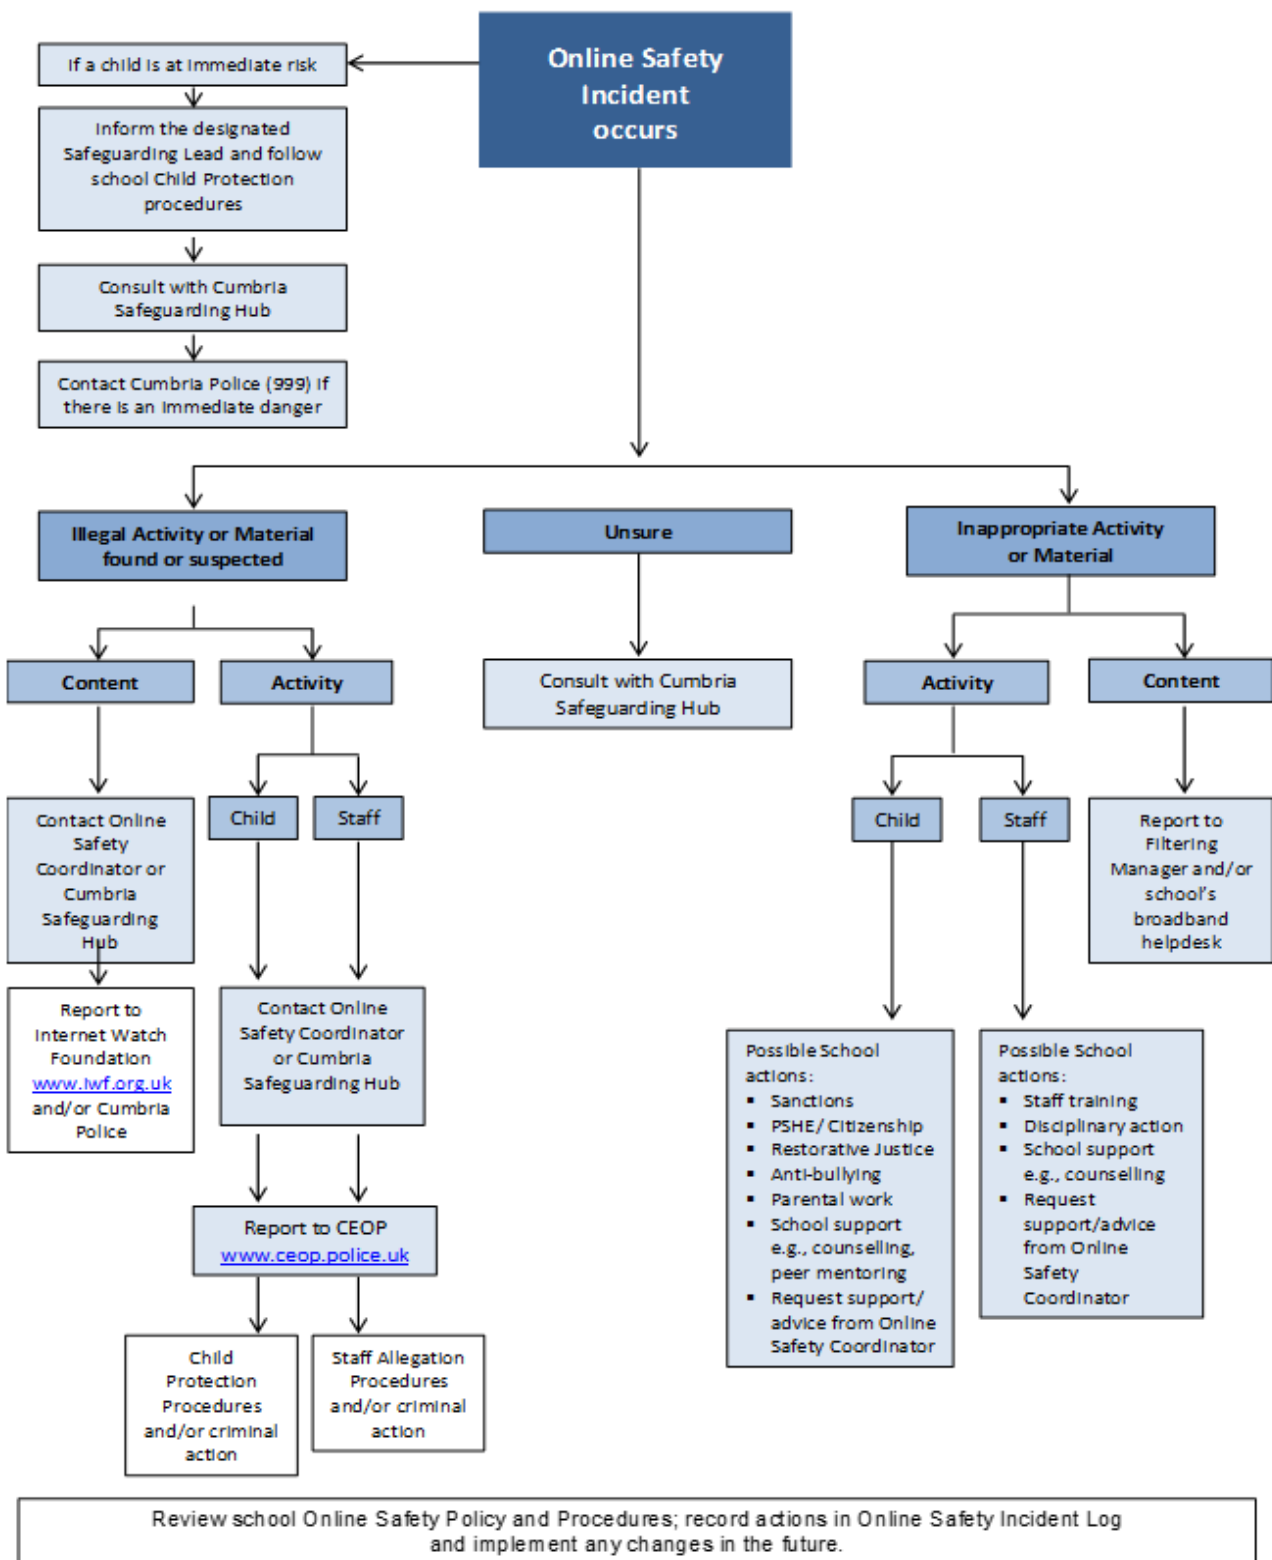 Online Safety
Incident
occurs
If a child is at immediate risk
Inform the designated
Safeguarding Lead and follow
school Child Protection
procedures
Consult with Cumbria
Safeguarding Hub
Contact Cumbria Police (999) if
there is an immediate danger
Illegal Activity or Material
found or suspected
Unsure
Inappropriate Activity
or Material
Content
Activity
Consult with Cumbria
Safeguarding Hub
Activity
Content
Contact Online
Safety
Coordinator or
Cumbria
Safeguarding
Hub
Child
Staff
Child
Staff
Report to
Filtering
Manager and/or
school's
broadband
helpdesk
Report to
Internet Watch
Foundation
www.iwf.org.uk
and/or Cumbria
Police
Contact Online
Safety Coordinator
or Cumbria
Safeguarding Hub
Possible School
actions:
▪ Sanctions
▪ PSHE/ Citizenship
▪ Restorative Justice
▪ Anti-bullying
▪ Parental work
▪ School support
e.g., counselling,
peer mentoring
▪ Request support/
advice from Online
Safety Coordinator
Possible School
actions:
▪ Staff training
▪ Disciplinary action
▪ School support
e.g., counselling
▪ Request
support/advice
from Online
Safety
Coordinator
Report to CEOP
www.ceop.police.uk
Child
Protection
Procedures
and/or criminal
action
Staff Allegation
Procedures
and/or criminal
action
Review school Online Safety Policy and Procedures; record actions in Online Safety Incident Log
and implement any changes in the future.